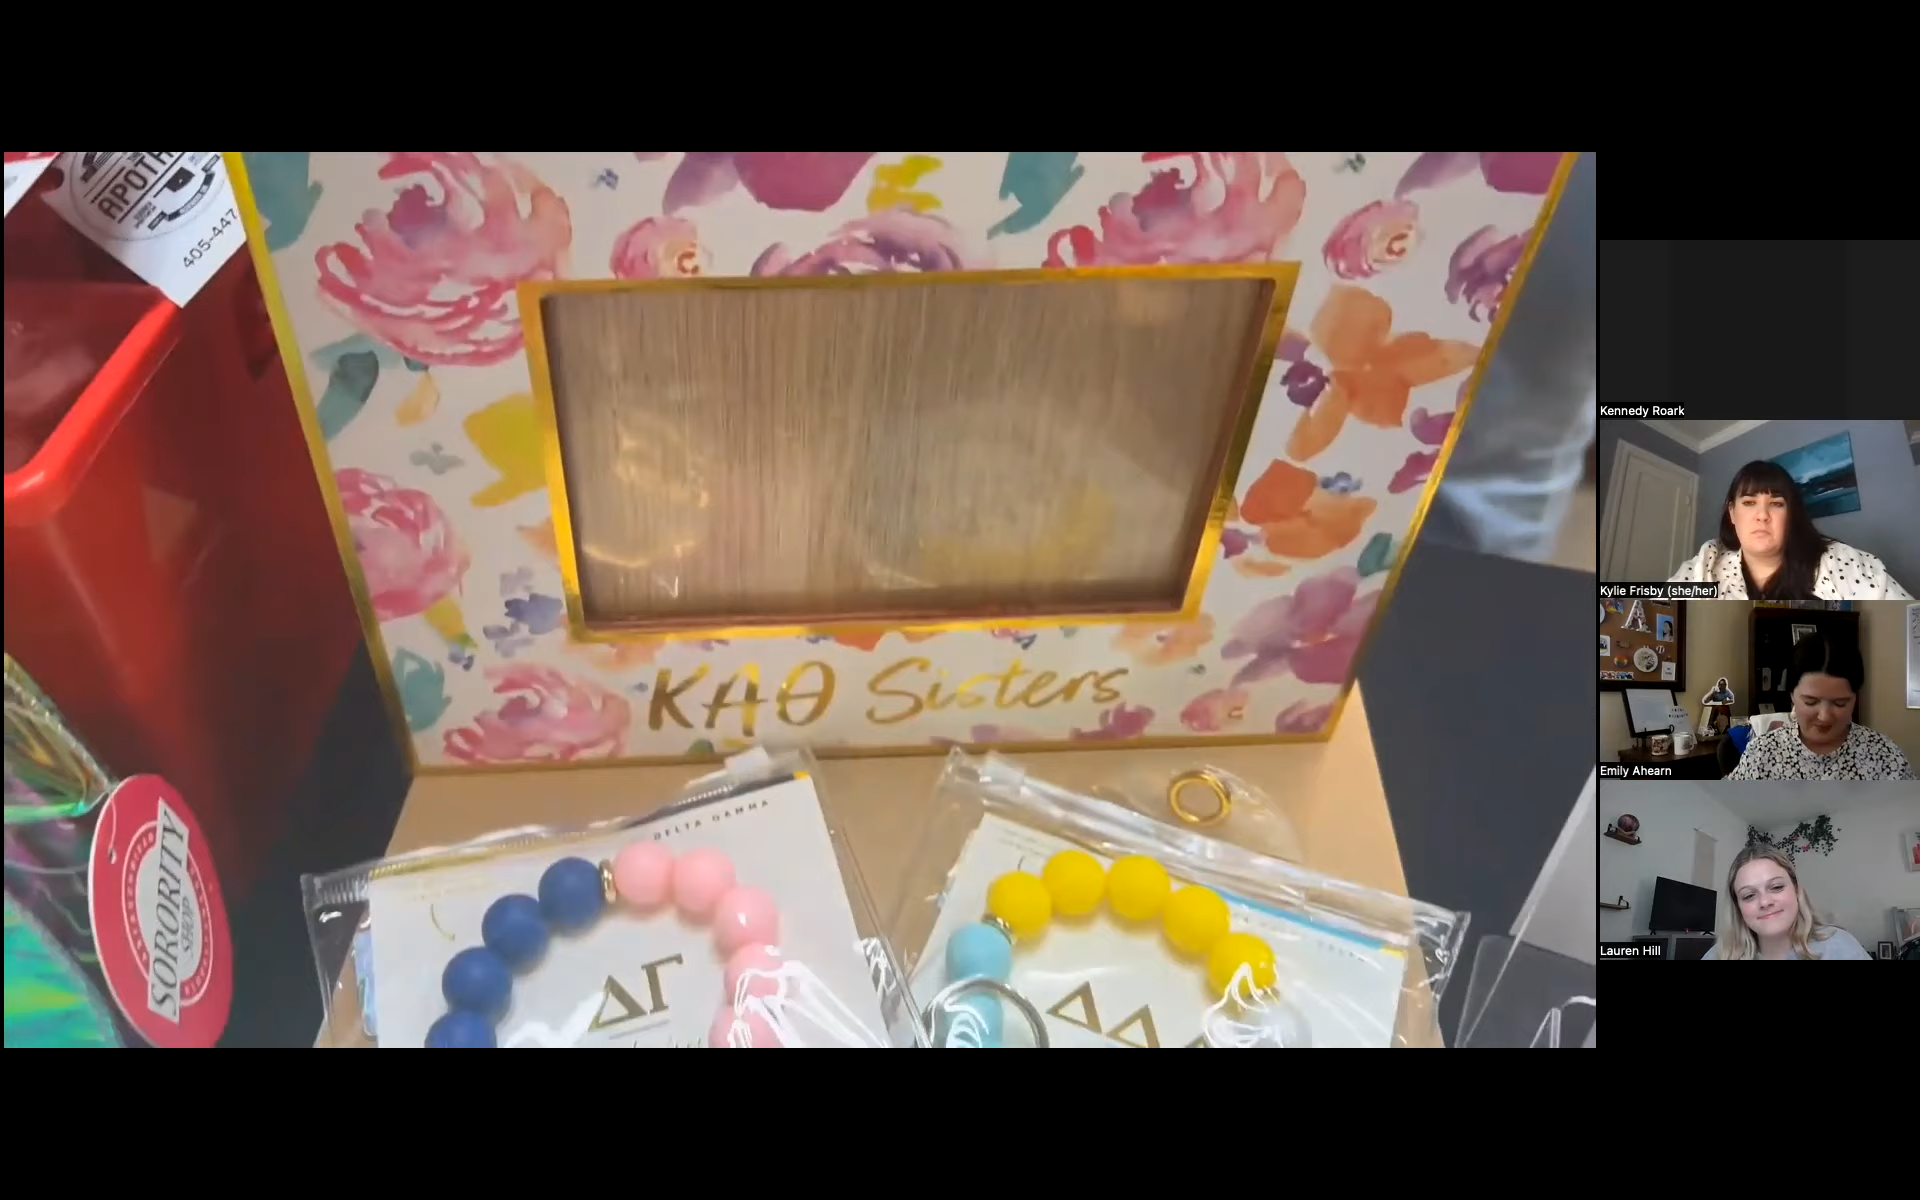 APOTH
405-447
KAΘ Sisters
DELTA GAMMA
ΔΓ
ΔΔ
SORORITY
SHOP
Kennedy Roark
Kylie Frisby (she/her)
Emily Ahearn
Lauren Hill